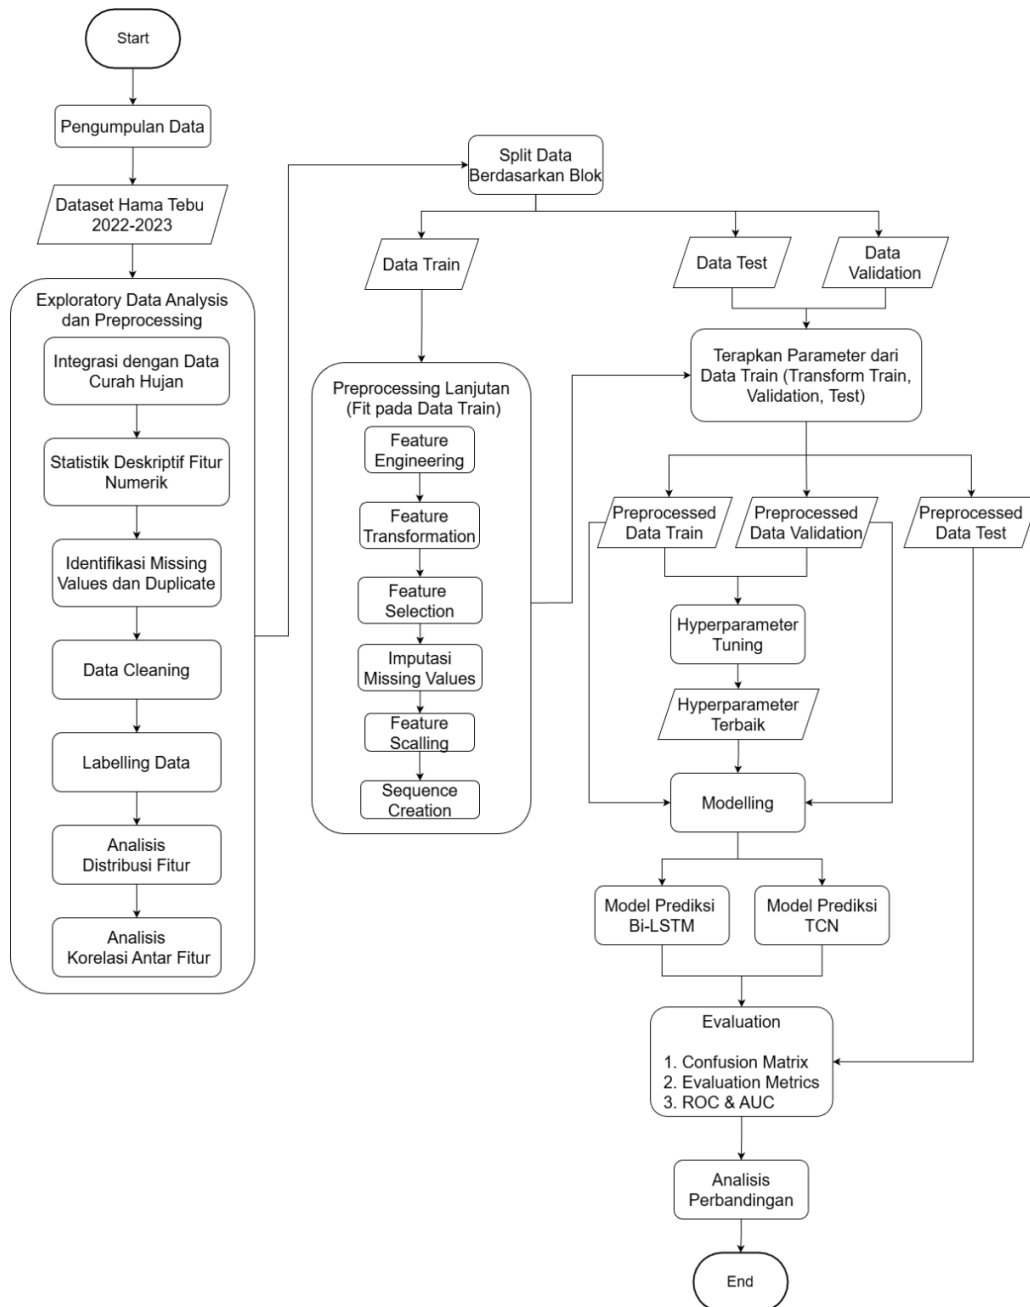 Start
Pengumpulan Data
Dataset Hama Tebu
2022-2023
Exploratory Data Analysis
dan Preprocessing
Integrasi dengan Data
Curah Hujan
Statistik Deskriptif Fitur
Numerik
Identifikasi Missing
Values dan Duplicate
Data Cleaning
Labelling Data
Analisis
Distribusi Fitur
Analisis
Korelasi Antar Fitur
Split Data
Berdasarkan Blok
Data Train
Data Test
Data
Validation
Preprocessing Lanjutan
(Fit pada Data Train)
Feature
Engineering
Feature
Transformation
Feature
Selection
Imputasi
Missing Values
Feature
Scalling
Sequence
Creation
Terapkan Parameter dari
Data Train (Transform Train,
Validation, Test)
Preprocessed
Data Train
Preprocessed
Data Validation
Preprocessed
Data Test
Hyperparameter
Tuning
Hyperparameter
Terbaik
Modelling
Model Prediksi
Bi-LSTM
Model Prediksi
TCN
Evaluation
1. Confusion Matrix
2. Evaluation Metrics
3. ROC & AUC
Analisis
Perbandingan
End